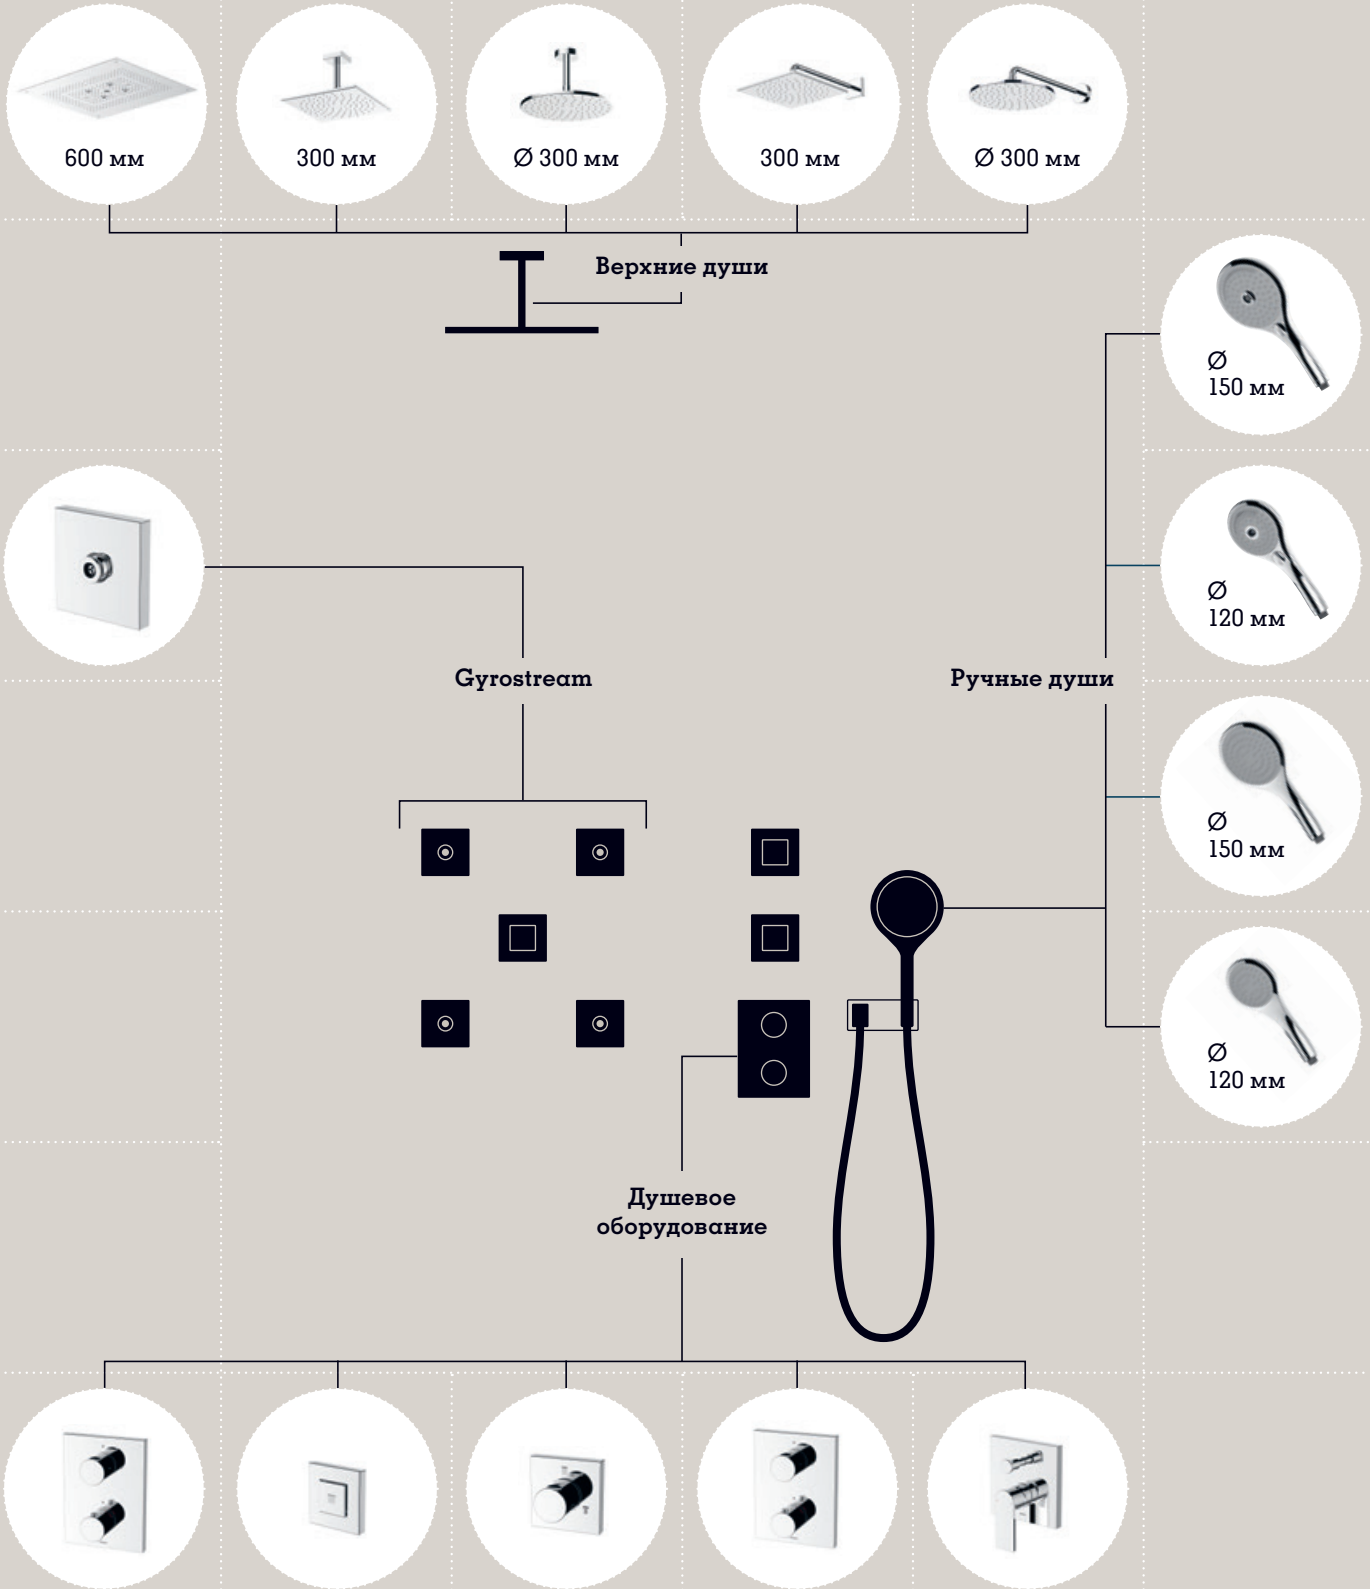 600 мм
300 мм
Ø 300 мм
300 мм
Ø 300 мм
Верхние души
Ø
150 мм
Ø
120 мм
Gyrostream
Ручные души
Ø
150 мм
Ø
120 мм
Душевое
оборудование